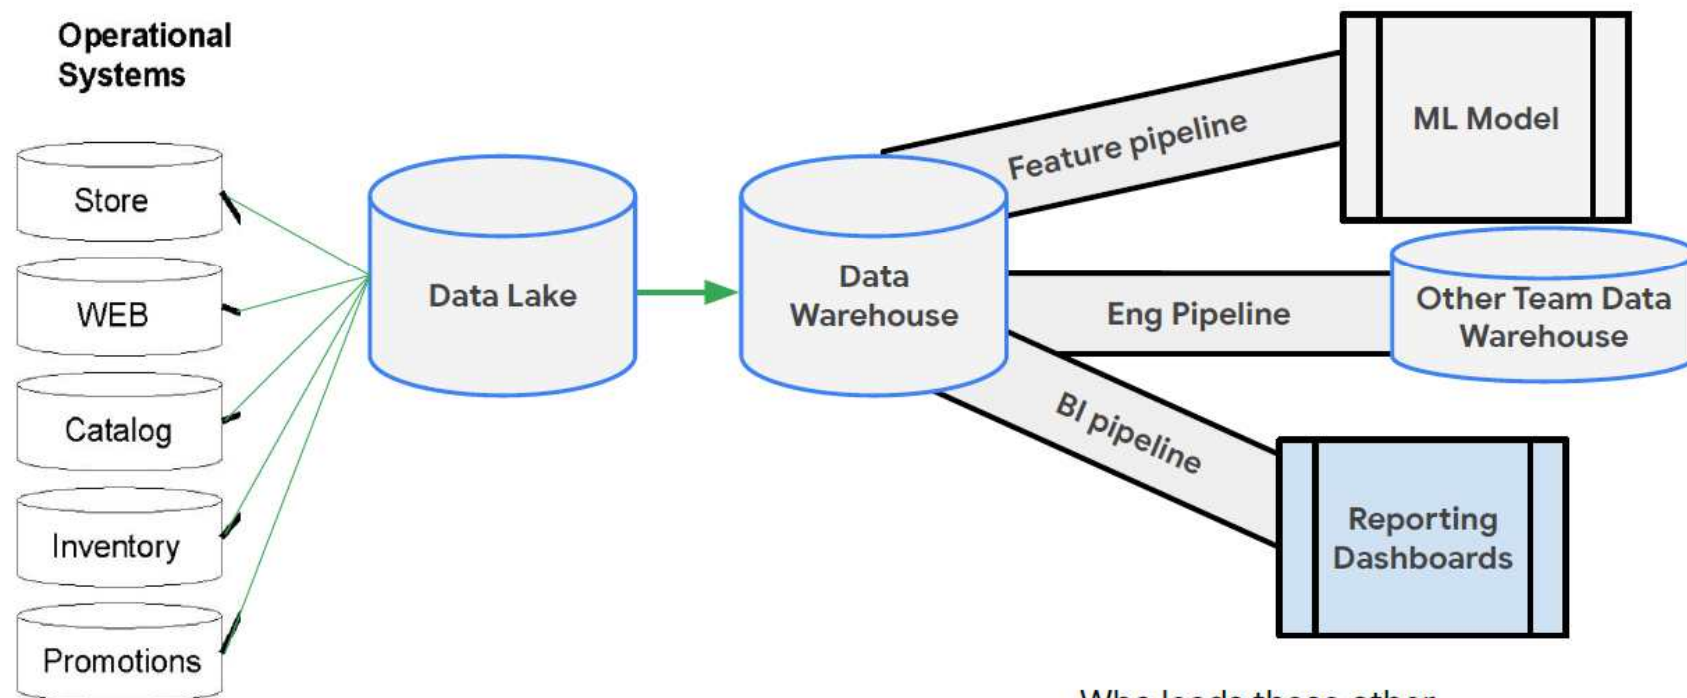 Operational
Systems
Store
WEB
Catalog
Inventory
Promotions
Data Lake
Data
Warehouse
Feature pipeline
ML Model
Eng Pipeline
Other Team Data
Warehouse
BI pipeline
Reporting
Dashboards